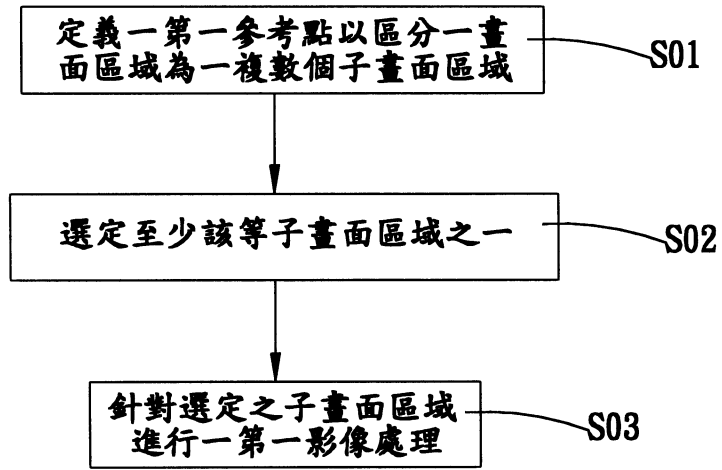 定義一第一參考點以區分一畫
面區域為一複數個子畫面區域
S01
選定至少該等子畫面區域之一
S02
針對選定之子畫面區域
進行一第一影像處理
S03